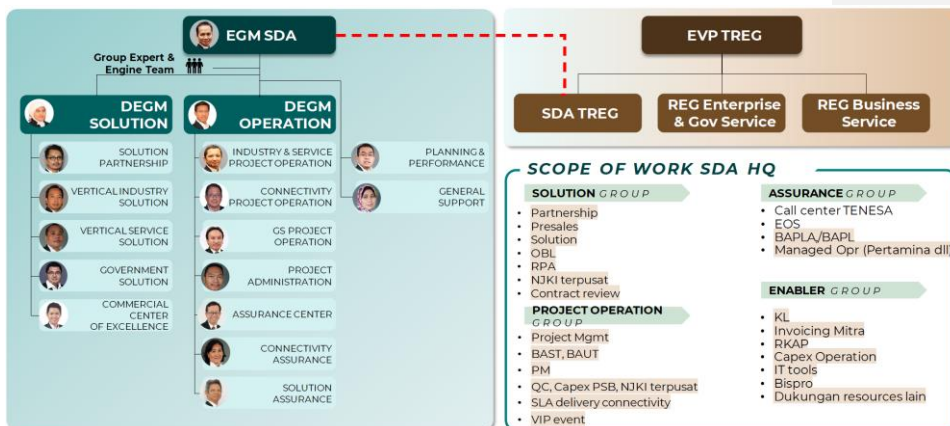 EGM SDA
Group Expert &
Engine Team
DEGM
SOLUTION
SOLUTION
PARTNERSHIP
VERTICAL INDUSTRY
SOLUTION
VERTICAL SERVICE
SOLUTION
GOVERNMENT
SOLUTION
COMMERCIAL
CENTER
OF EXCELLENCE
DEGM
OPERATION
INDUSTRY & SERVICE
PROJECT OPERATION
CONNECTIVITY
PROJECT OPERATION
GS PROJECT
OPERATION
PROJECT
ADMINISTRATION
ASSURANCE CENTER
CONNECTIVITY
ASSURANCE
SOLUTION
ASSURANCE
PLANNING &
PERFORMANCE
GENERAL
SUPPORT
EVP TREG
SDA TREG
REG Enterprise
& Gov Service
REG Business
Service
SCOPE OF WORK SDA HQ
SOLUTION GROUP
• Partnership
• Presales
• Solution
• OBL
• RPA
• NJKI terpusat
• Contract review
PROJECT OPERATION
GROUP
• Project Mgmt
• BAST, BAUT
• PM
• QC, Capex PSB, NJKI terpusat
• SLA delivery connectivity
• VIP event
ASSURANCE GROUP
• Call center TENESA
• EOS
• BAPLA/BAPL
• Managed Opr (Pertamina dll)
ENABLER GROUP
• KL
• Invoicing Mitra
• RKAP
• Capex Operation
• IT tools
• Bispro
• Dukungan resources lain